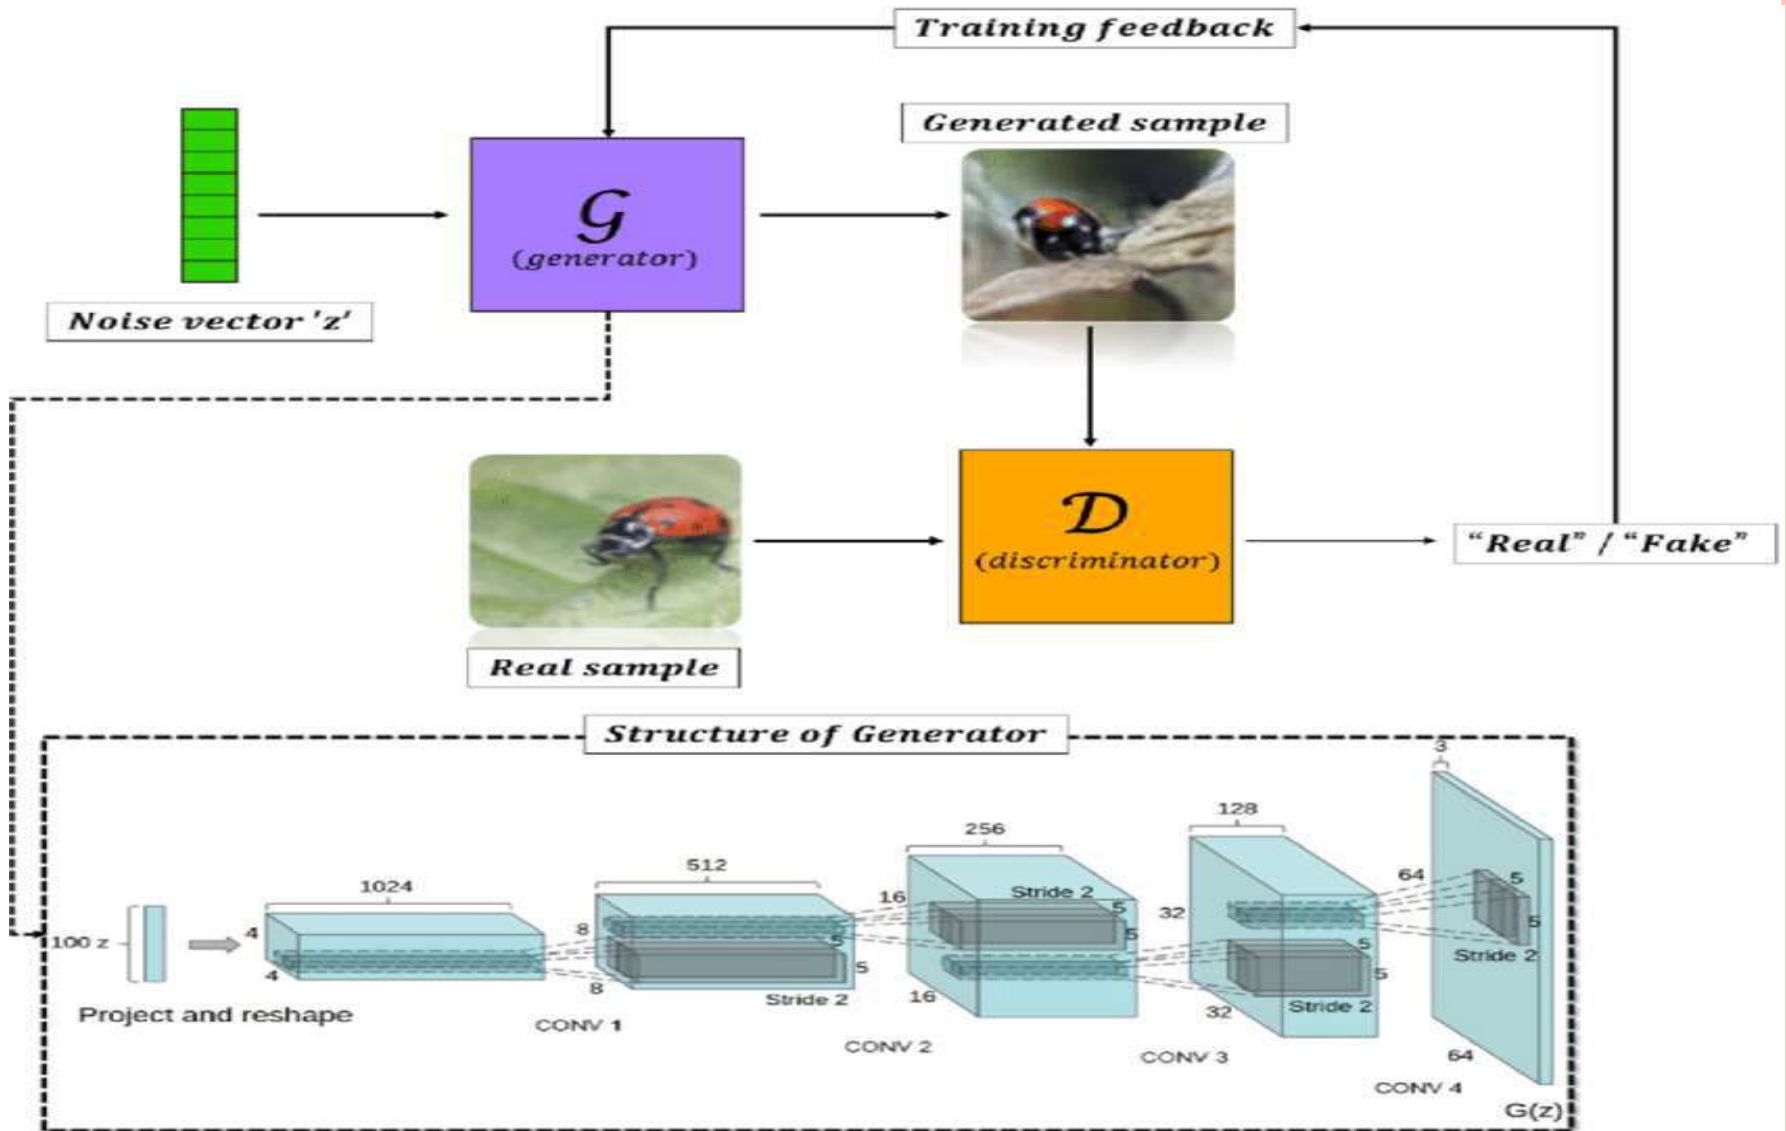 Training feedback
Generated sample
G
(generator)
Noise vector 'z'
D
(discriminator)
"Real" / "Fake"
Real sample
Structure of Generator
100 z
Project and reshape
1024
4
4
512
8
8
5
5
Stride 2
CONV 1
256
16
16
Stride 2
5
5
CONV 2
128
32
32
5
5
Stride 2
CONV 3
3
64
64
5
5
Stride 2
CONV 4
G(z)